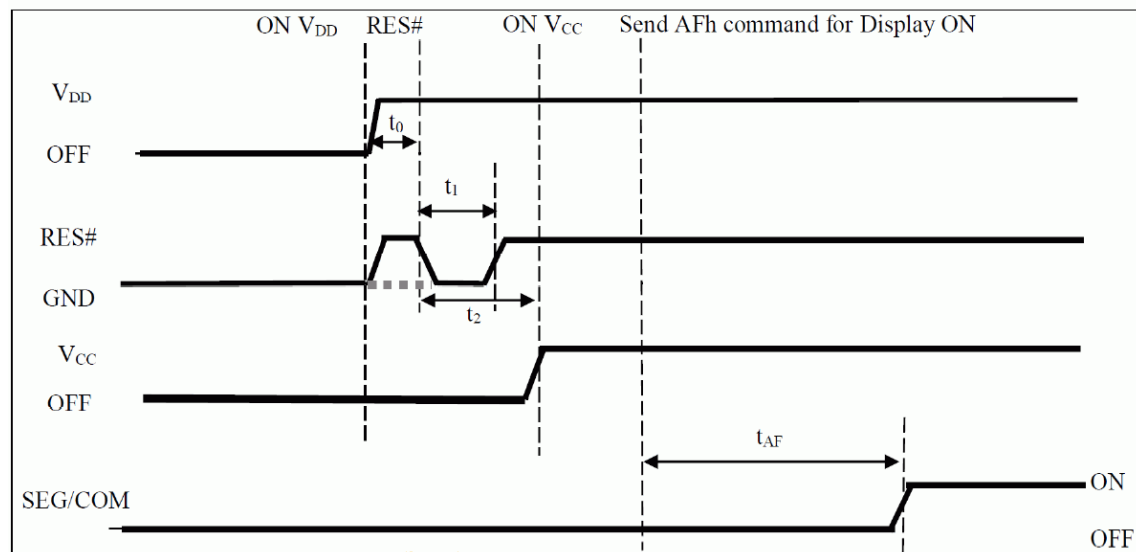 ON VDD RES# ON VCC Send AFh command for Display ON
VDD
OFF
t0
t1
RES#
GND
t2
VCC
OFF
tAF
SEG/COM
ON
OFF